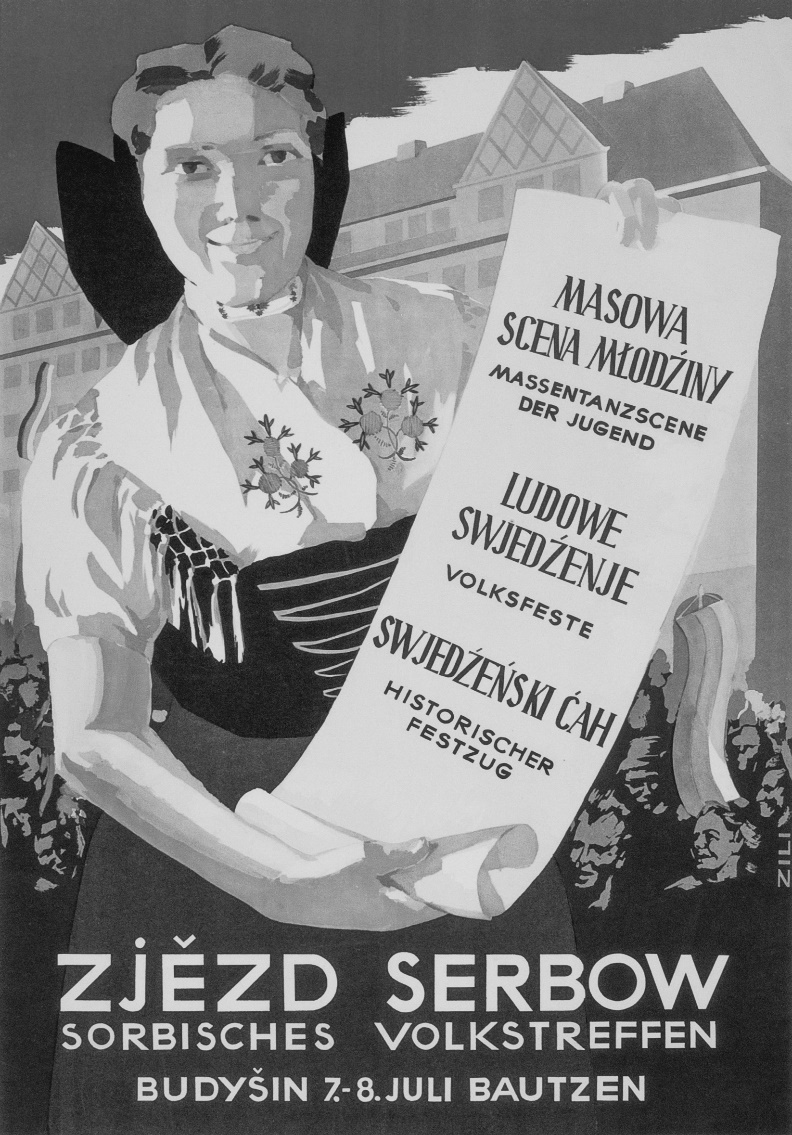 MASOWA
SCENA MŁODŹINY
MASSENTANZSCENE
DER JUGEND
LUDOWE
SWJEDŹENJE
VOLKSFESTE
SWJEDŹEŃSKI ĆAH
HISTORISCHER
FESTZUG
ZILI
ZJĚZD SERBOW
SORBISCHES VOLKSTREFFEN
BUDYŠIN 7.-8. JULI BAUTZEN